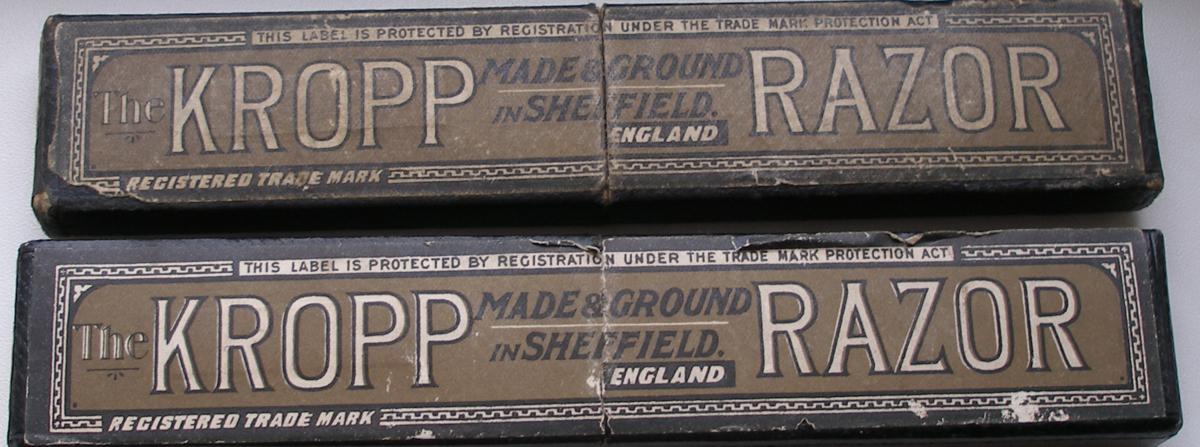 THIS LABEL IS PROTECTED BY REGISTRATION UNDER THE TRADE MARK PROTECTION ACT
The KROPP MADE & GROUND IN SHEFFIELD. ENGLAND RAZOR
REGISTERED TRADE MARK
THIS LABEL IS PROTECTED BY REGISTRATION UNDER THE TRADE MARK PROTECTION ACT
The KROPP MADE & GROUND IN SHEFFIELD. ENGLAND RAZOR
REGISTERED TRADE MARK